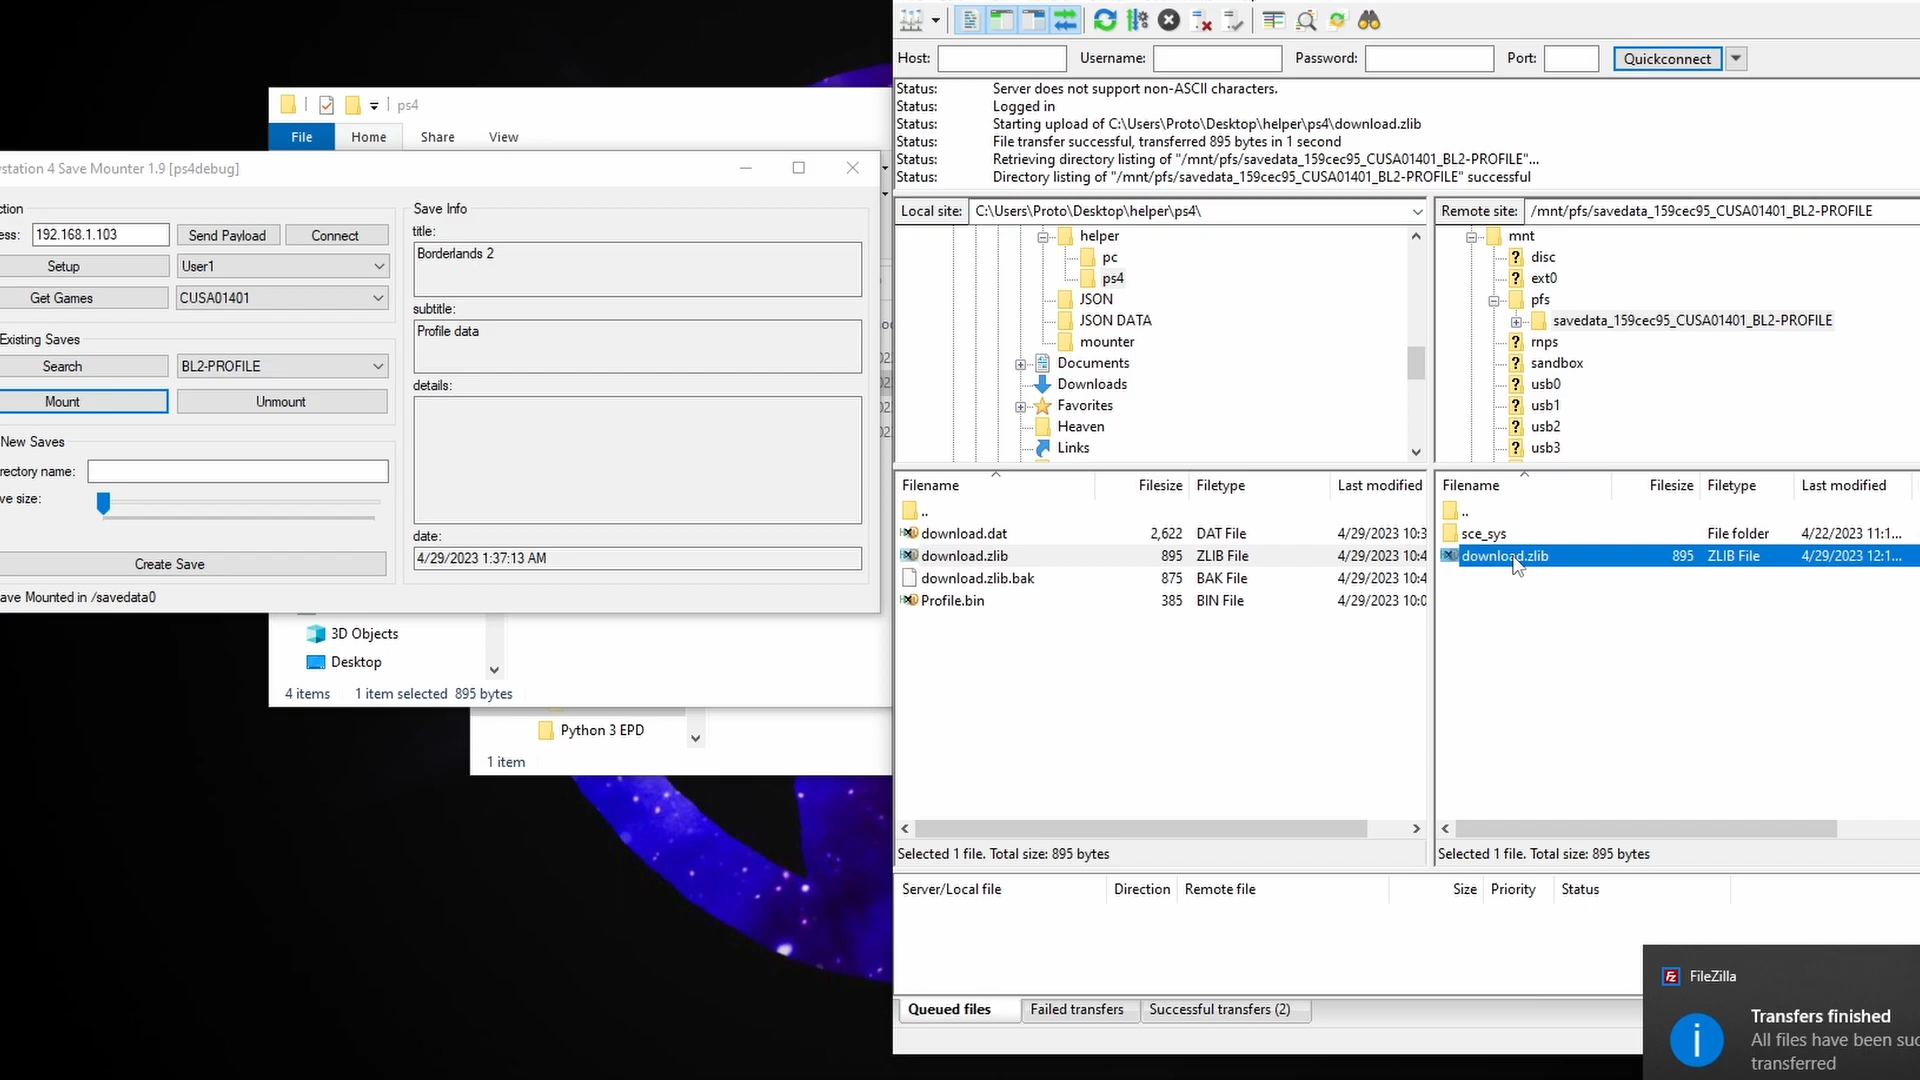 ps4
File Home Share View
ystation 4 Save Mounter 1.9 [ps4debug]
ction
ess: 192.168.1.103 Send Payload Connect
Setup User1
Get Games CUSA01401
Existing Saves
Search BL2-PROFILE
Mount Unmount
New Saves
rectory name:
ve size:
Create Save
ave Mounted in /savedata0
Save Info
title:
Borderlands 2
subtitle:
Profile data
details:
date:
4/29/2023 1:37:13 AM
3D Objects
Desktop
4 items 1 item selected 895 bytes
Python 3 EPD
1 item
Host: Username: Password: Port: Quickconnect
Status: Server does not support non-ASCII characters.
Status: Logged in
Status: Starting upload of C:\Users\Proto\Desktop\helper\ps4\download.zlib
Status: File transfer successful, transferred 895 bytes in 1 second
Status: Retrieving directory listing of "/mnt/pfs/savedata_159cec95_CUSA01401_BL2-PROFILE"...
Status: Directory listing of "/mnt/pfs/savedata_159cec95_CUSA01401_BL2-PROFILE" successful
Local site: C:\Users\Proto\Desktop\helper\ps4\
helper
pc
ps4
JSON
JSON DATA
mounter
Documents
Downloads
Favorites
Heaven
Links
Remote site: /mnt/pfs/savedata_159cec95_CUSA01401_BL2-PROFILE
mnt
disc
ext0
pfs
savedata_159cec95_CUSA01401_BL2-PROFILE
rnps
sandbox
usb0
usb1
usb2
usb3
Filename Filesize Filetype Last modified
..
download.dat 2,622 DAT File 4/29/2023 10:3
download.zlib 895 ZLIB File 4/29/2023 10:4
download.zlib.bak 875 BAK File 4/29/2023 10:4
Profile.bin 385 BIN File 4/29/2023 10:0
Selected 1 file. Total size: 895 bytes
Filename Filesize Filetype Last modified
..
sce_sys File folder 4/22/2023 11:1...
download.zlib 895 ZLIB File 4/29/2023 12:1...
Selected 1 file. Total size: 895 bytes
Server/Local file Direction Remote file Size Priority Status
Queued files Failed transfers Successful transfers (2)
FileZilla
Transfers finished
All files have been suc
transferred